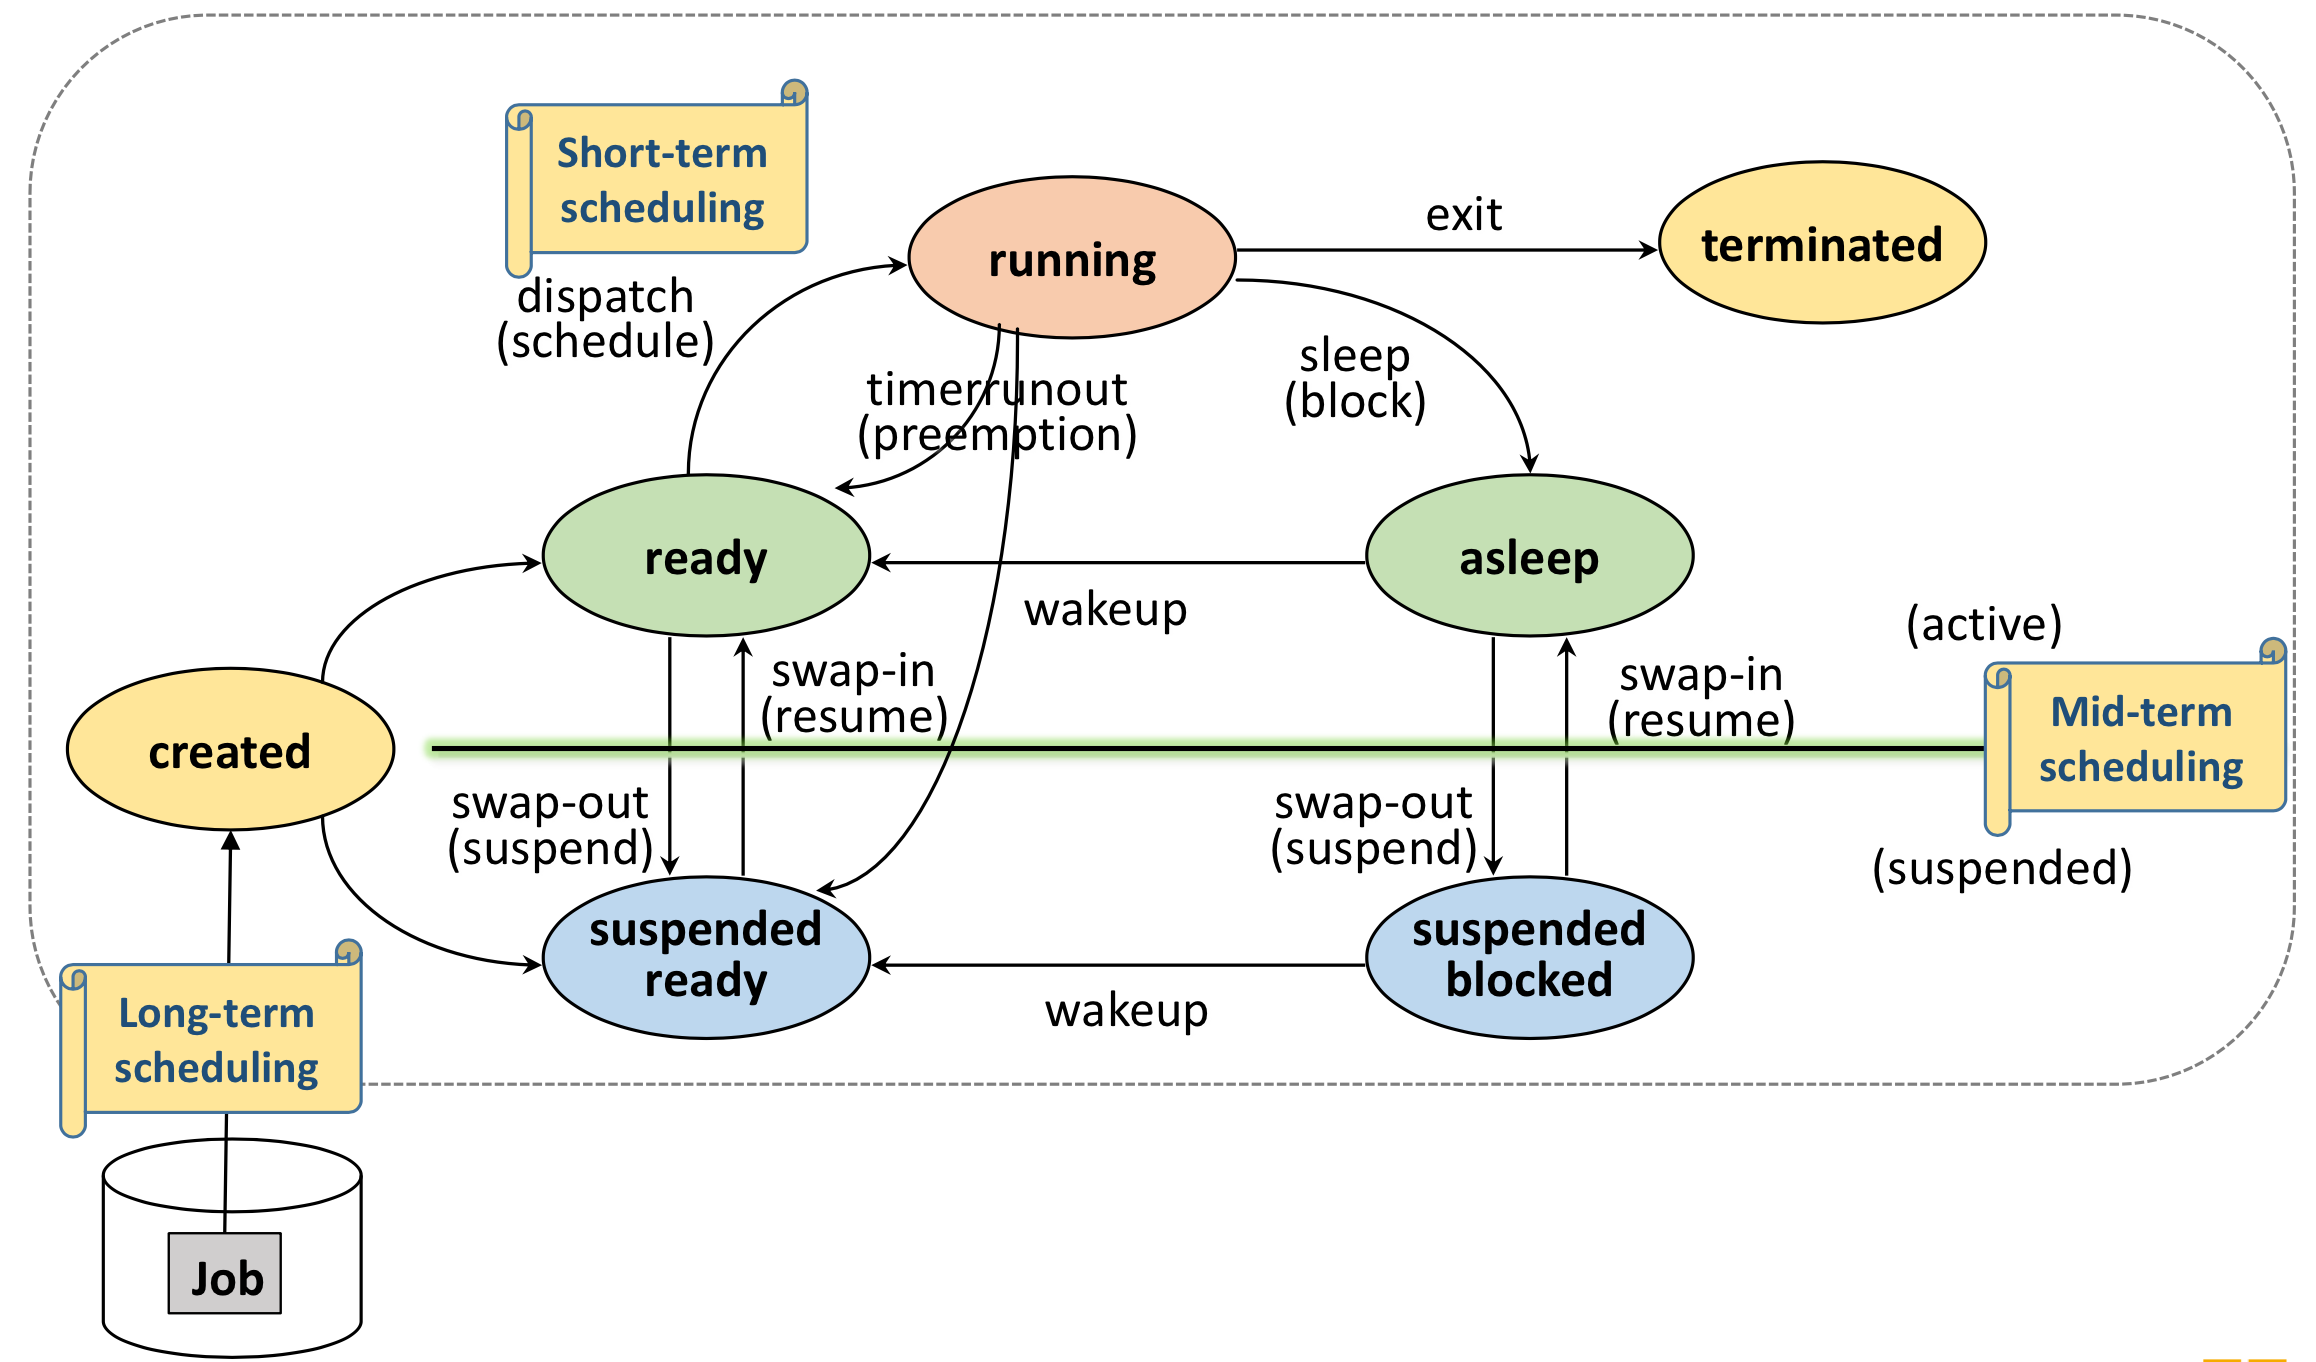 Short-term
scheduling
running
exit
terminated
dispatch
(schedule)
timerrunout
(preemption)
sleep
(block)
ready
asleep
wakeup
(active)
swap-in
(resume)
swap-in
(resume)
created
Mid-term
scheduling
swap-out
(suspend)
swap-out
(suspend)
(suspended)
suspended
ready
suspended
blocked
wakeup
Long-term
scheduling
Job